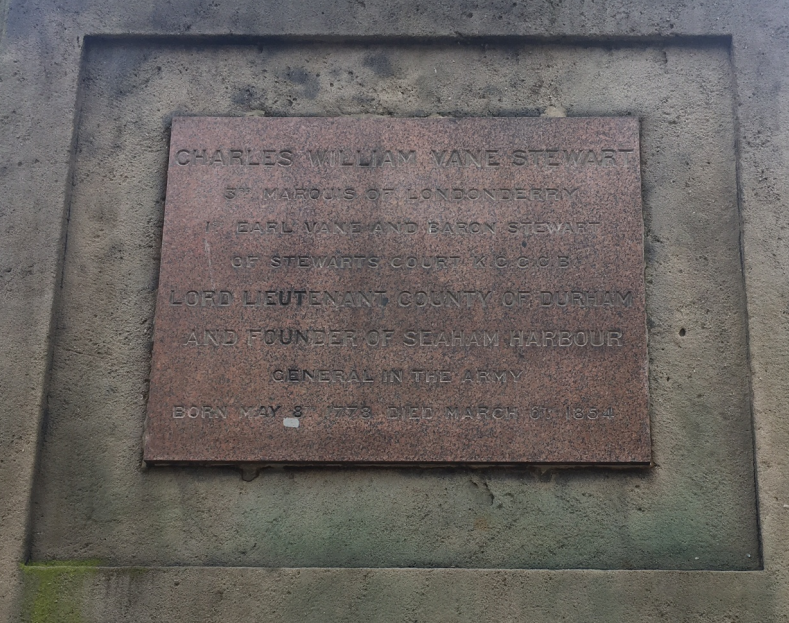 CHARLES WILLIAM VANE STEWART
3RD MARQUIS OF LONDONDERRY
1ST EARL VANE AND BARON STEWART
OF STEWARTS COURT K.G.G.C.B.
LORD LIEUTENANT COUNTY OF DURHAM
AND FOUNDER OF SEAHAM HARBOUR
GENERAL IN THE ARMY
BORN MAY 8TH 1778. DIED MARCH 6TH 1854